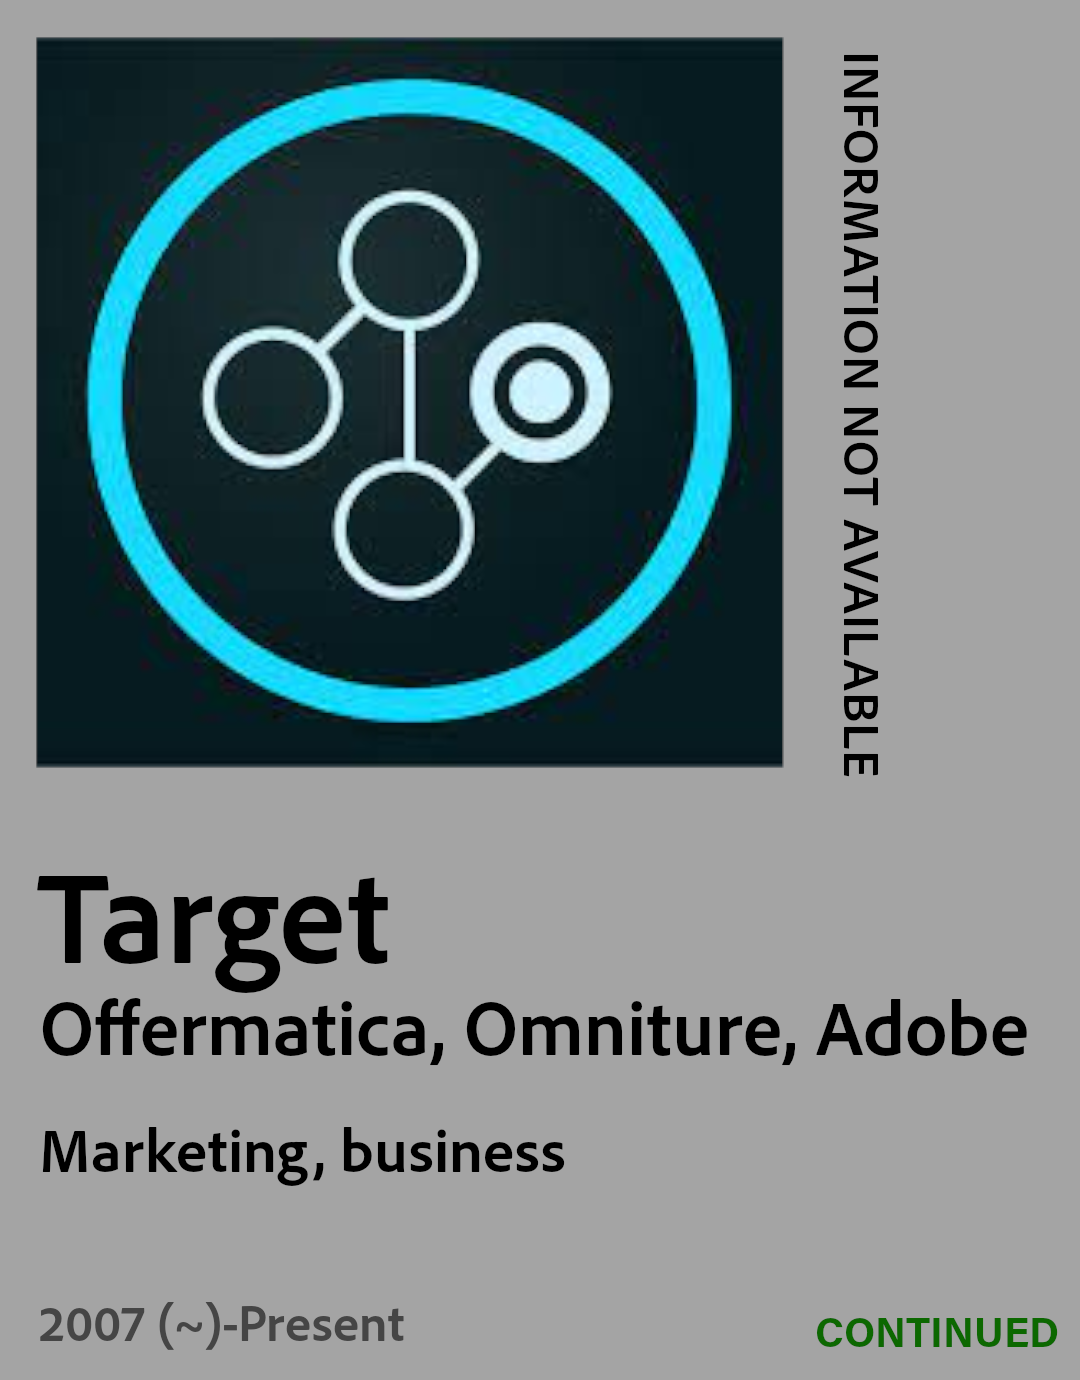 INFORMATION NOT AVAILABLE
Target
Offermatica, Omniture, Adobe
Marketing, business
2007 (~)-Present
CONTINUED